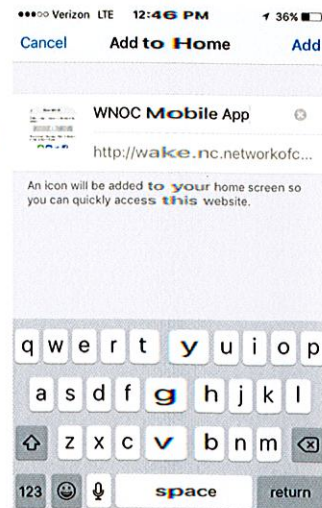 ●●●○○ Verizon LTE 12:46 PM 36%
Cancel Add to Home Add
WNOC Mobile App
http://wake.nc.networkofc...
An icon will be added to your home screen so
you can quickly access this website.
q w e r t y u i o p
a s d f g h j k l
z x c v b n m
123 space return